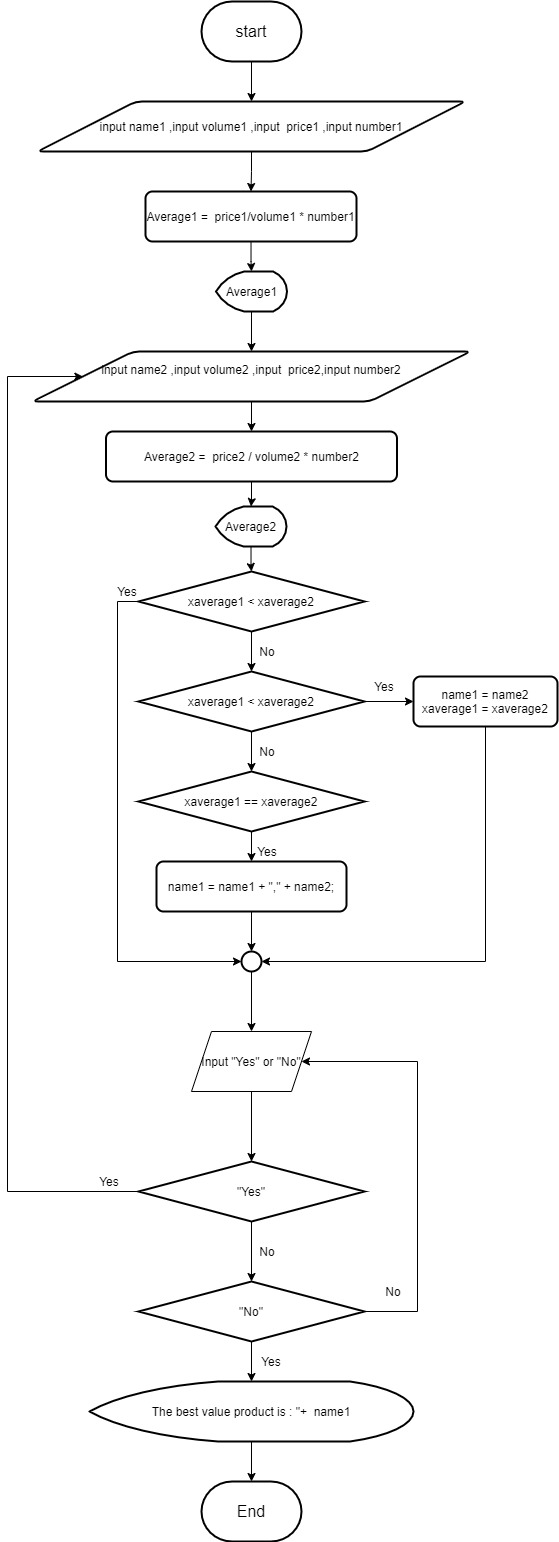 start
input name1 ,input volume1 ,input price1 ,input number1
Average1 = price1/volume1 * number1
Average1
input name2 ,input volume2 ,input price2,input number2
Average2 = price2 / volume2 * number2
Average2
Yes
xaverage1 < xaverage2
No
xaverage1 < xaverage2
Yes
name1 = name2
xaverage1 = xaverage2
No
xaverage1 == xaverage2
Yes
name1 = name1 + "," + name2;
Input "Yes" or "No"
Yes
"Yes"
No
"No"
No
Yes
The best value product is : "+ name1
End